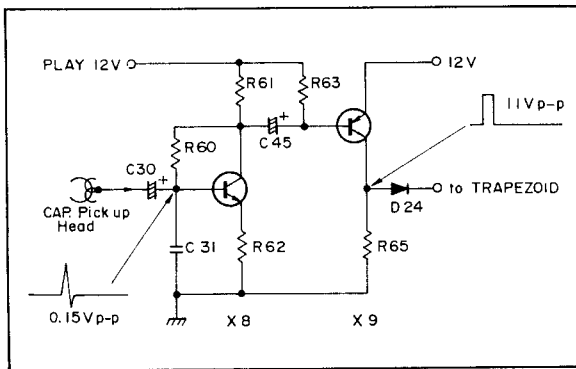 PLAY 12V
R61
R63
12V
11Vp-p
C45
+
R60
C30
+
CAP. Pick up
Head
D24
to TRAPEZOID
C31
R62
R65
0.15Vp-p
X8
X9